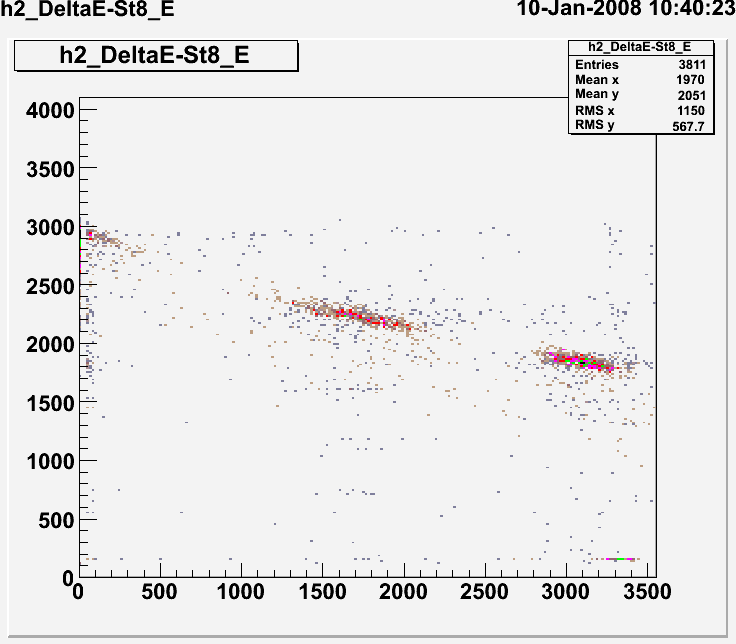 h2_DeltaE-St8_E 10-Jan-2008 10:40:23
h2_DeltaE-St8_E
h2_DeltaE-St8_E
Entries 3811
Mean x 1970
Mean y 2051
RMS x 1150
RMS y 567.7
4000
3500
3000
2500
2000
1500
1000
500
0
0 500 1000 1500 2000 2500 3000 3500